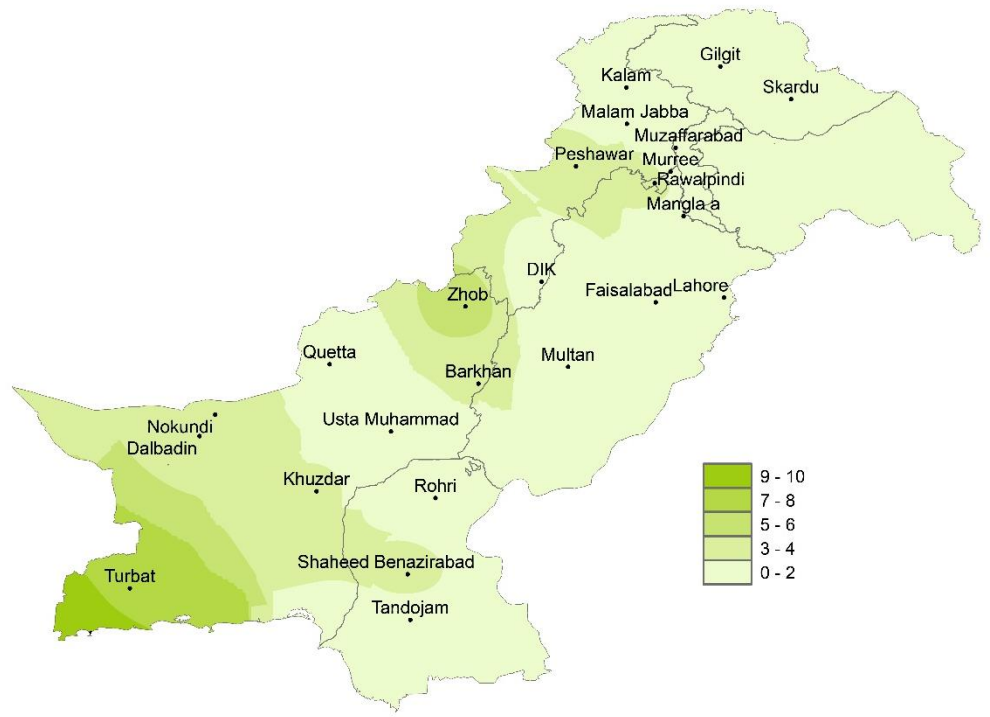 Gilgit
Kalam
Skardu
Malam Jabba
Muzaffarabad
Peshawar
Murree
Rawalpindi
Mangla a
DIK
Zhob
Faisalabad
Lahore
Quetta
Multan
Barkhan
Usta Muhammad
Nokundi
Dalbadin
Khuzdar
Rohri
9 - 10
7 - 8
5 - 6
3 - 4
0 - 2
Shaheed Benazirabad
Turbat
Tandojam